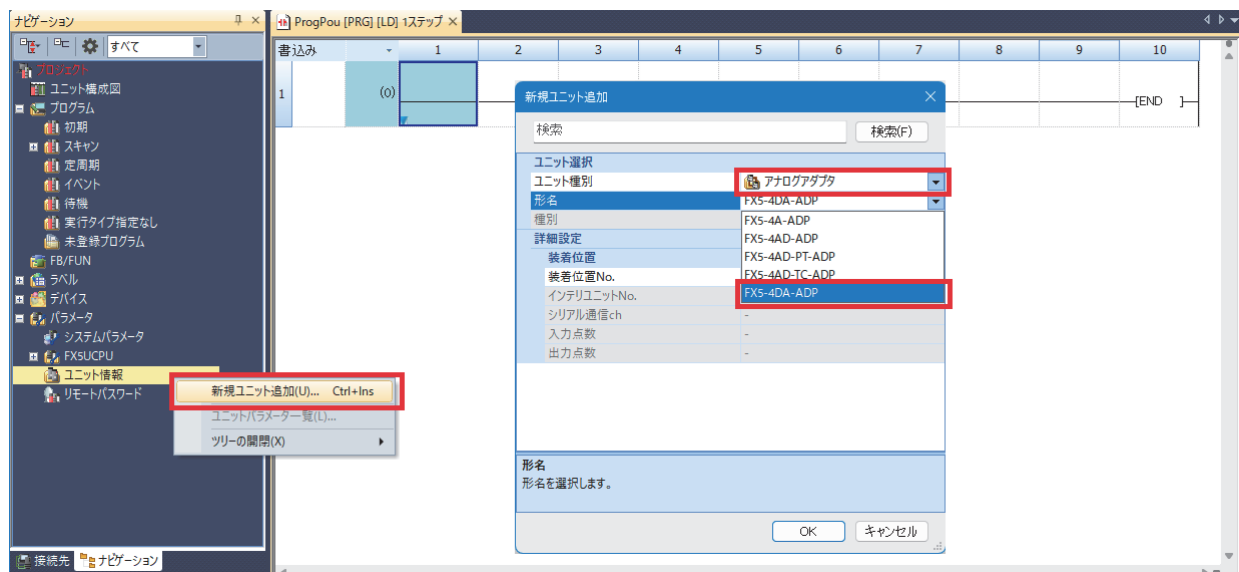 ナビゲーション
ProgPou [PRG] [LD] 1ステップ
すべて
書込み 1 2 3 4 5 6 7 8 9 10
1 (0) [END ]
プロジェクト
ユニット構成図
プログラム
初期
スキャン
定周期
イベント
待機
実行タイプ指定なし
未登録プログラム
FB/FUN
ラベル
デバイス
パラメータ
システムパラメータ
FX5UCPU
ユニット情報
リモートパスワード
新規ユニット追加(U)... Ctrl+Ins
ユニットパラメーター覧(L)...
ツリーの開閉(X)
新規ユニット追加
検索
検索(F)
ユニット選択
ユニット種別 アナログアダプタ
形名 FX5-4DA-ADP
種別 FX5-4A-ADP
詳細設定 FX5-4AD-ADP
装着位置 FX5-4AD-PT-ADP
装着位置No. FX5-4AD-TC-ADP
インテリユニットNo. FX5-4DA-ADP
シリアル通信ch -
入力点数 -
出力点数 -
形名
形名を選択します。
OK キャンセル
接続先 ナビゲーション